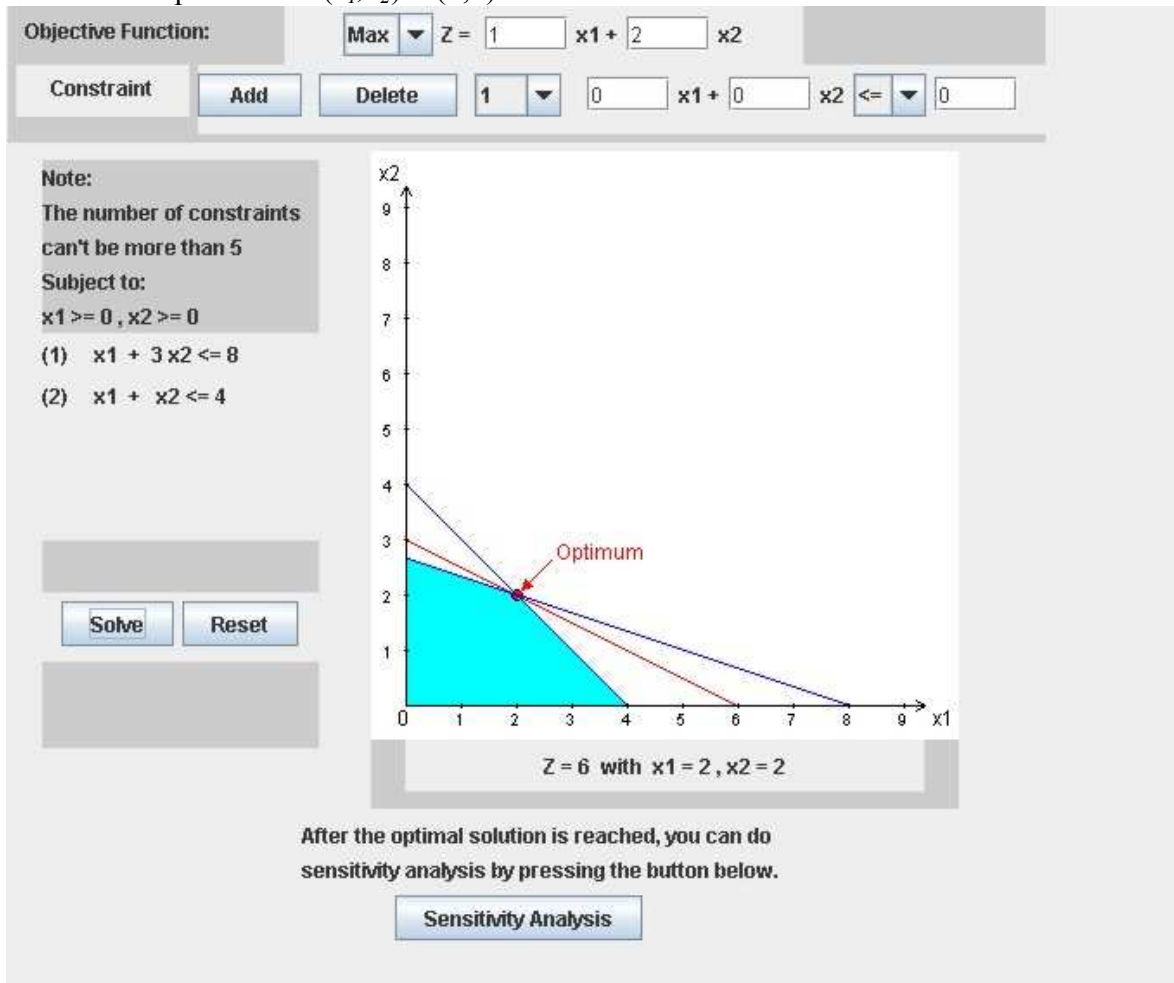 Objective Function: Max Z = 1 x1 + 2 x2
Constraint Add Delete 1 0 x1 + 0 x2 <= 0
Note:
The number of constraints
can't be more than 5
Subject to:
x1 >= 0 , x2 >= 0
(1) x1 + 3 x2 <= 8
(2) x1 + x2 <= 4
Solve Reset
x2
9
8
7
6
5
4
3
2
1
Optimum
0 1 2 3 4 5 6 7 8 9 x1
Z = 6 with x1 = 2 , x2 = 2
After the optimal solution is reached, you can do
sensitivity analysis by pressing the button below.
Sensitivity Analysis